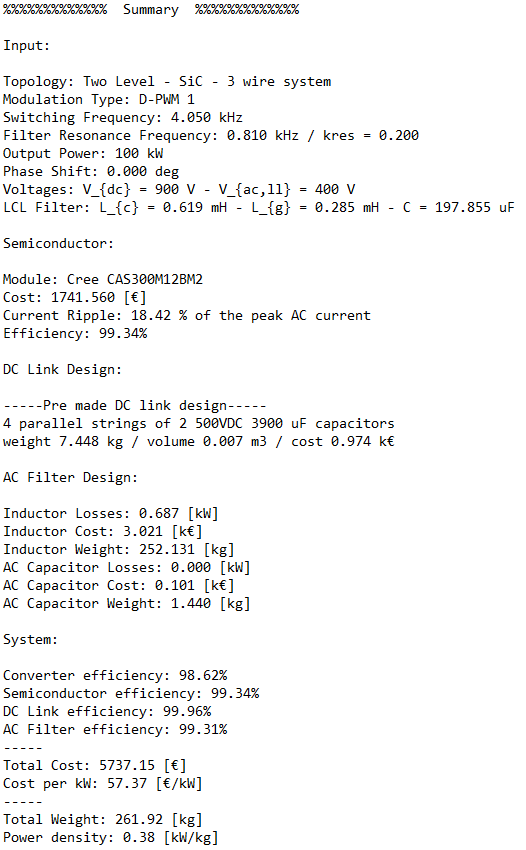 %%%%%%%%%%%%% Summary %%%%%%%%%%%%%
Input:
Topology: Two Level - SiC - 3 wire system
Modulation Type: D-PWM 1
Switching Frequency: 4.050 kHz
Filter Resonance Frequency: 0.810 kHz / kres = 0.200
Output Power: 100 kW
Phase Shift: 0.000 deg
Voltages: V_{dc} = 900 V - V_{ac,ll} = 400 V
LCL Filter: L_{c} = 0.619 mH - L_{g} = 0.285 mH - C = 197.855 uF
Semiconductor:
Module: Cree CAS300M12BM2
Cost: 1741.560 [€]
Current Ripple: 18.42 % of the peak AC current
Efficiency: 99.34%
DC Link Design:
-----Pre made DC link design-----
4 parallel strings of 2 500VDC 3900 uF capacitors
weight 7.448 kg / volume 0.007 m3 / cost 0.974 k€
AC Filter Design:
Inductor Losses: 0.687 [kW]
Inductor Cost: 3.021 [k€]
Inductor Weight: 252.131 [kg]
AC Capacitor Losses: 0.000 [kW]
AC Capacitor Cost: 0.101 [k€]
AC Capacitor Weight: 1.440 [kg]
System:
Converter efficiency: 98.62%
Semiconductor efficiency: 99.34%
DC Link efficiency: 99.96%
AC Filter efficiency: 99.31%
-----
Total Cost: 5737.15 [€]
Cost per kW: 57.37 [€/kW]
-----
Total Weight: 261.92 [kg]
Power density: 0.38 [kW/kg]